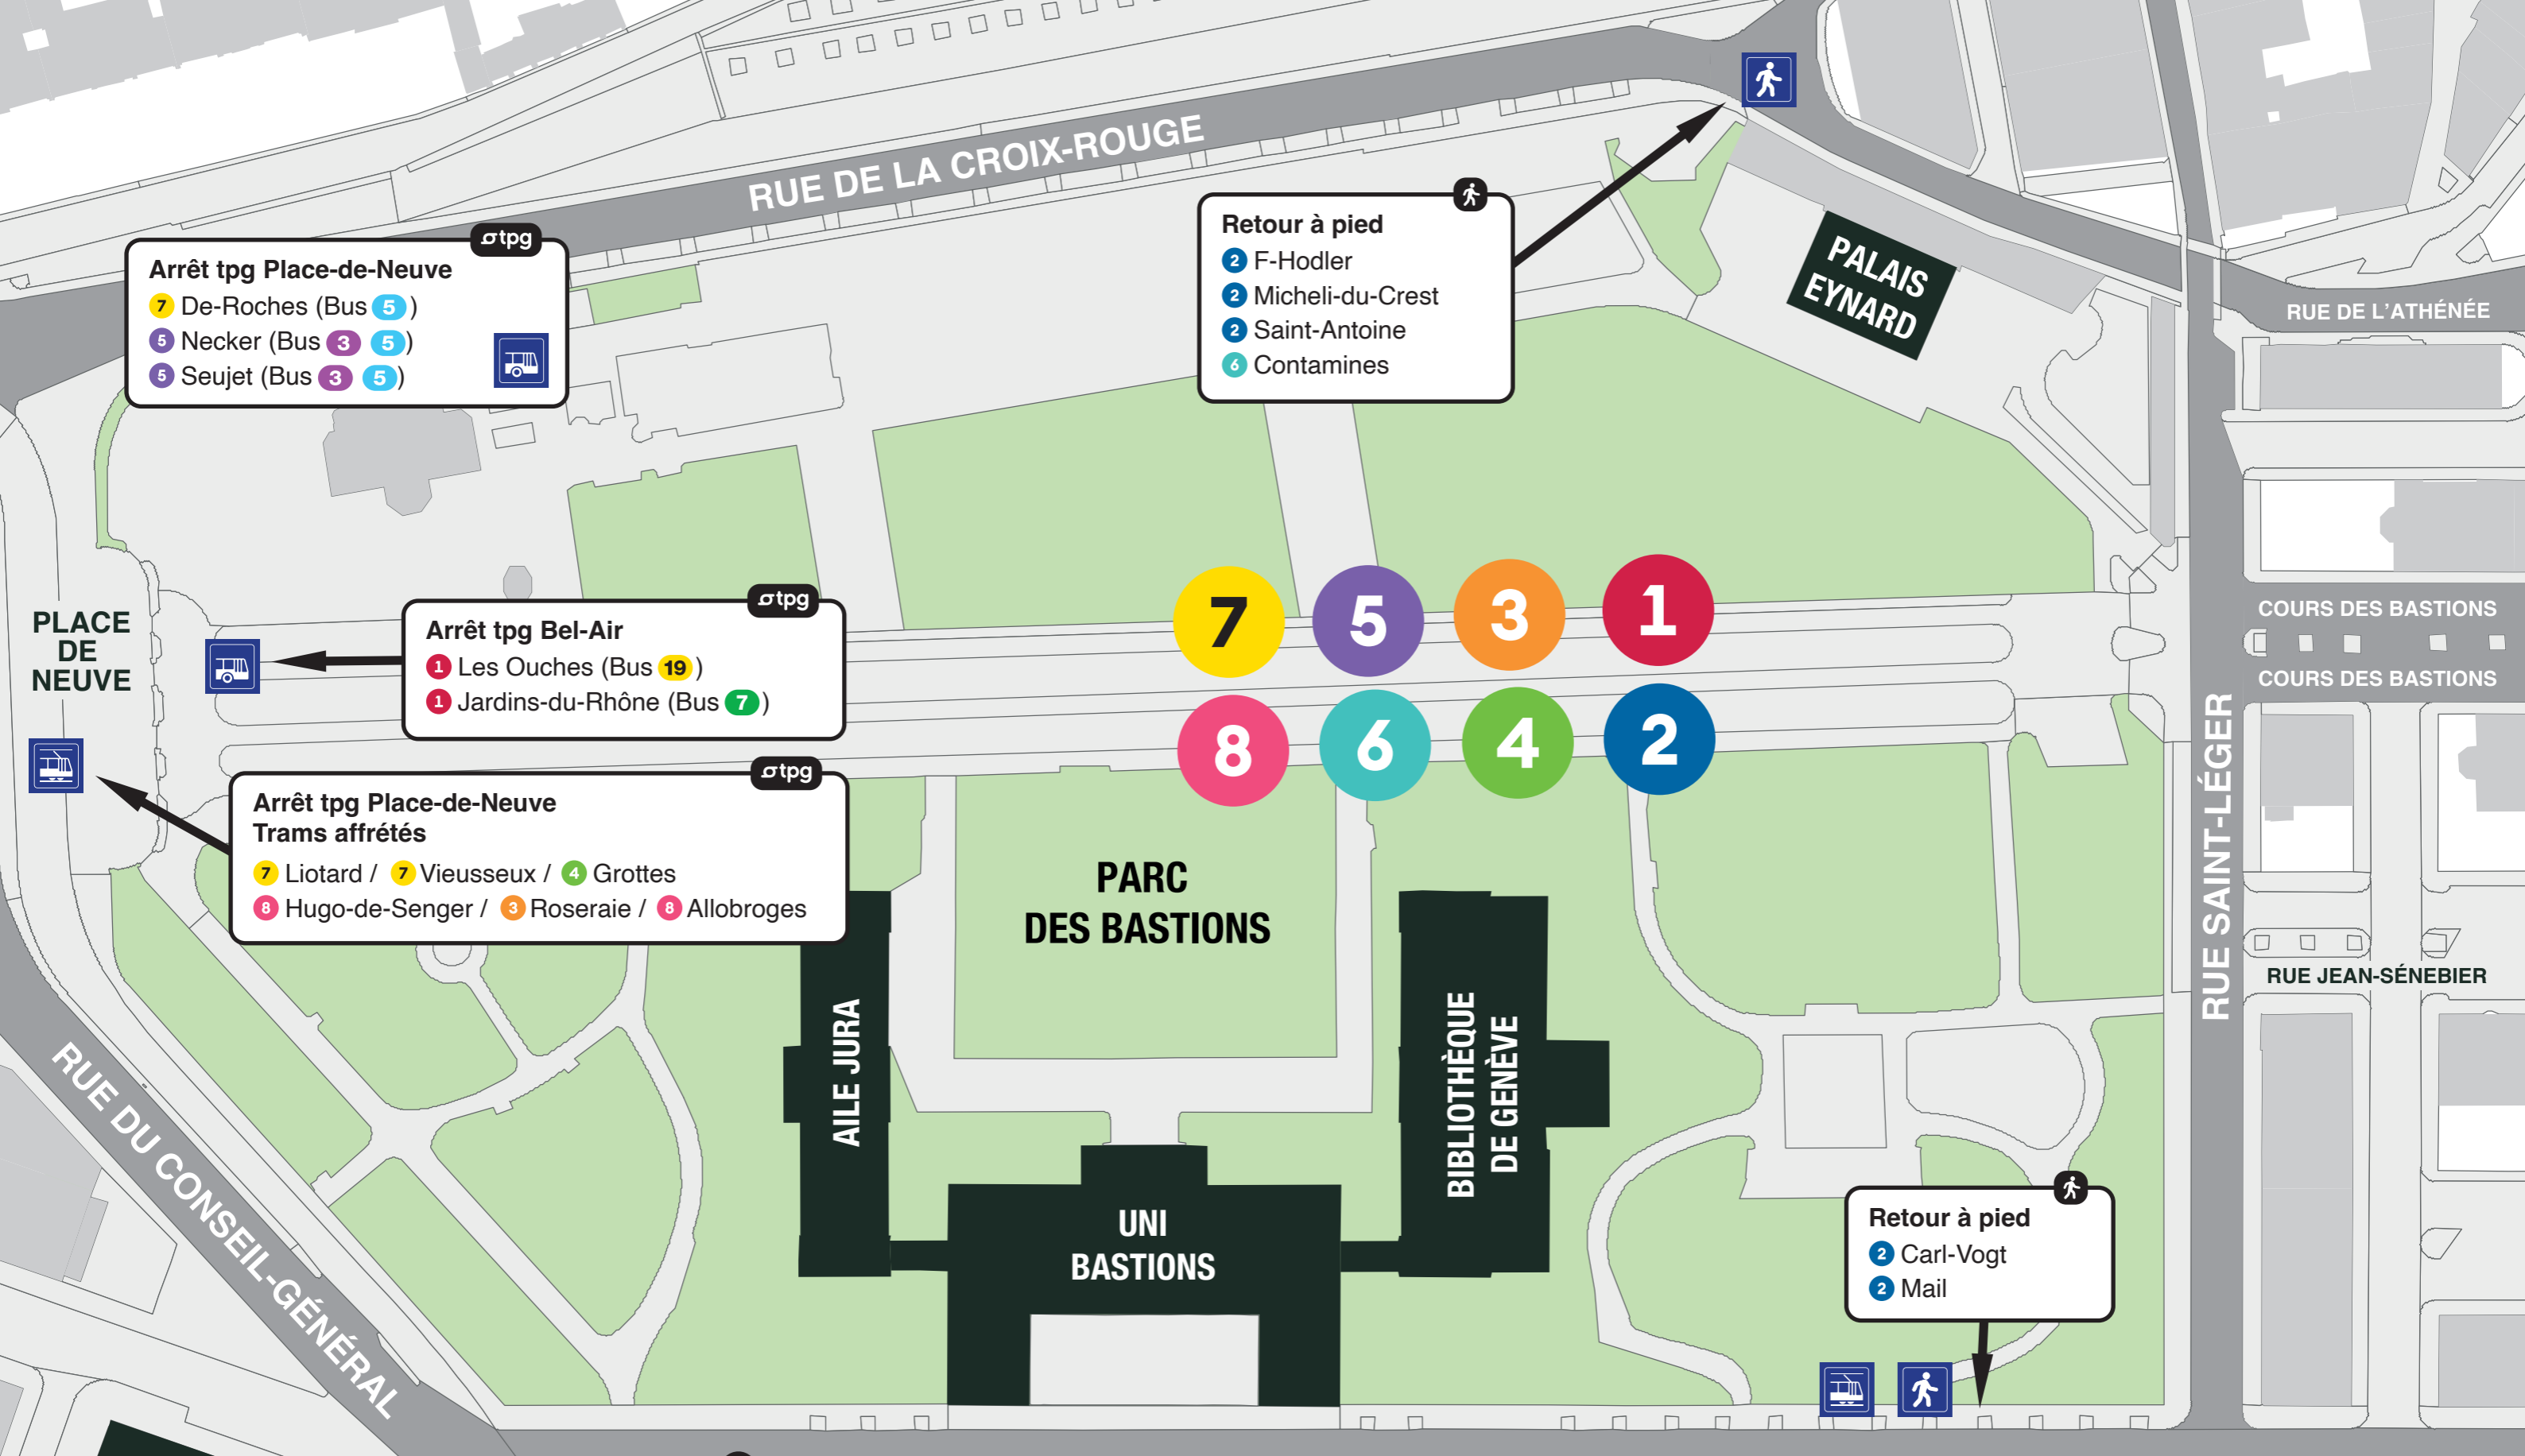 RUE DE LA CROIX-ROUGE
tpg
Arrêt tpg Place-de-Neuve
7 De-Roches (Bus 5)
5 Necker (Bus 3 5)
5 Seujet (Bus 3 5)
Retour à pied
2 F-Hodler
2 Micheli-du-Crest
2 Saint-Antoine
6 Contamines
PALAIS
EYNARD
RUE DE L'ATHÉNÉE
PLACE
DE
NEUVE
tpg
Arrêt tpg Bel-Air
1 Les Ouches (Bus 19)
1 Jardins-du-Rhône (Bus 7)
7 5 3 1
8 6 4 2
COURS DES BASTIONS
COURS DES BASTIONS
tpg
Arrêt tpg Place-de-Neuve
Trams affrétés
7 Liotard / 7 Vieusseux / 4 Grottes
8 Hugo-de-Senger / 3 Roseraie / 8 Allobroges
PARC
DES BASTIONS
RUE SAINT-LÉGER
RUE JEAN-SÉNEBIER
AILE JURA
BIBLIOTHÈQUE
DE GENÈVE
UNI
BASTIONS
RUE DU CONSEIL-GÉNÉRAL
Retour à pied
2 Carl-Vogt
2 Mail